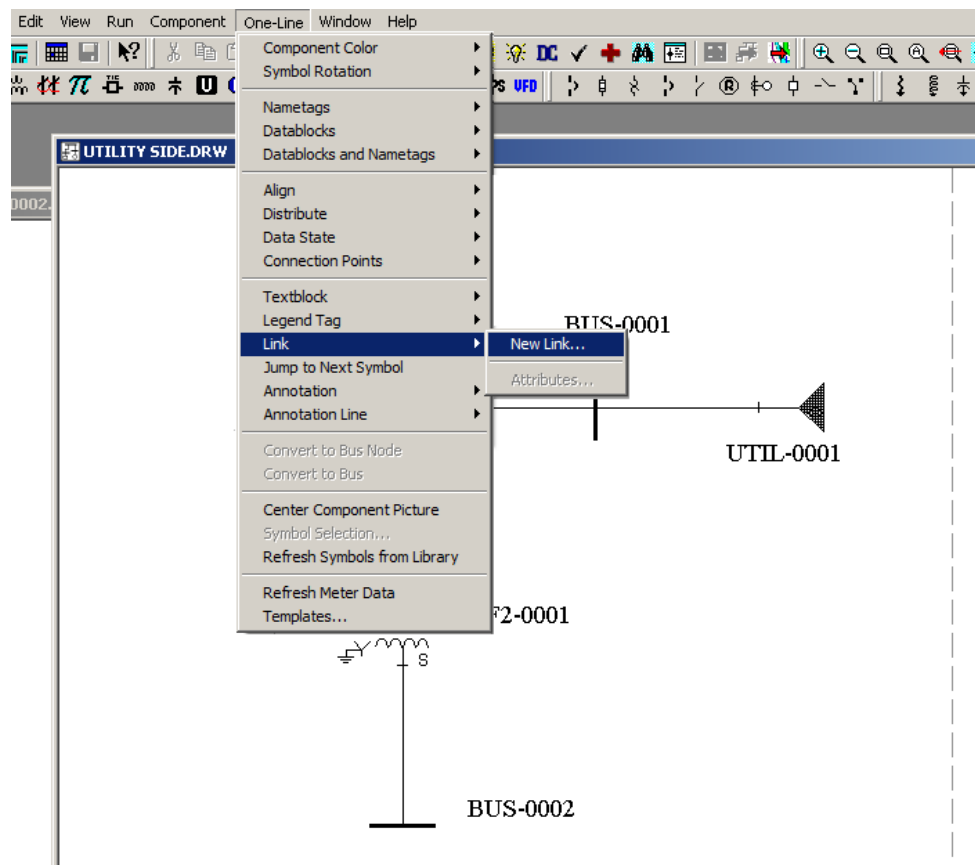 Edit View Run Component One-Line Window Help
DC
π U PS VFD R
UTILITY SIDE.DRW
0002.
Component Color
Symbol Rotation
Nametags
Datablocks
Datablocks and Nametags
Align
Distribute
Data State
Connection Points
Textblock
Legend Tag
Link
New Link...
Attributes...
Jump to Next Symbol
Annotation
Annotation Line
Convert to Bus Node
Convert to Bus
Center Component Picture
Symbol Selection...
Refresh Symbols from Library
Refresh Meter Data
Templates...
BUS-0001
UTIL-0001
F2-0001
S
BUS-0002